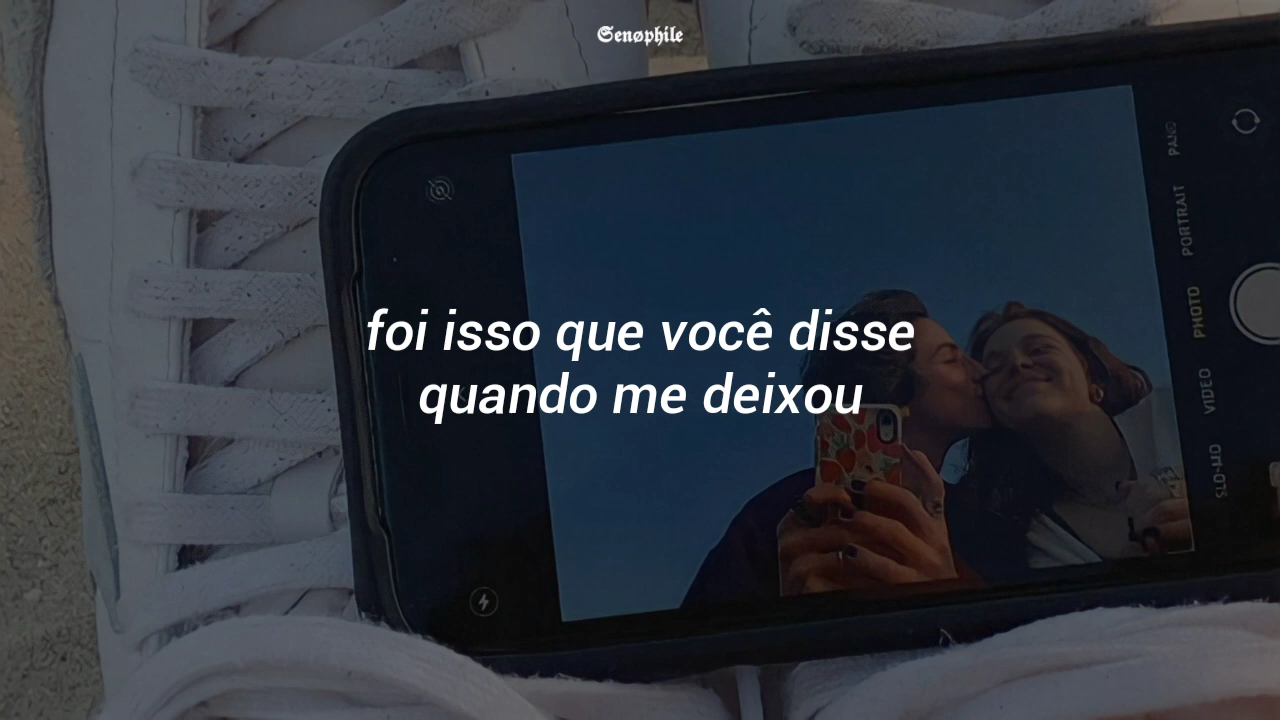 Senøphile
foi isso que você disse
quando me deixou
PANO
PORTRAIT
PHOTO
VIDEO
SLO-MO